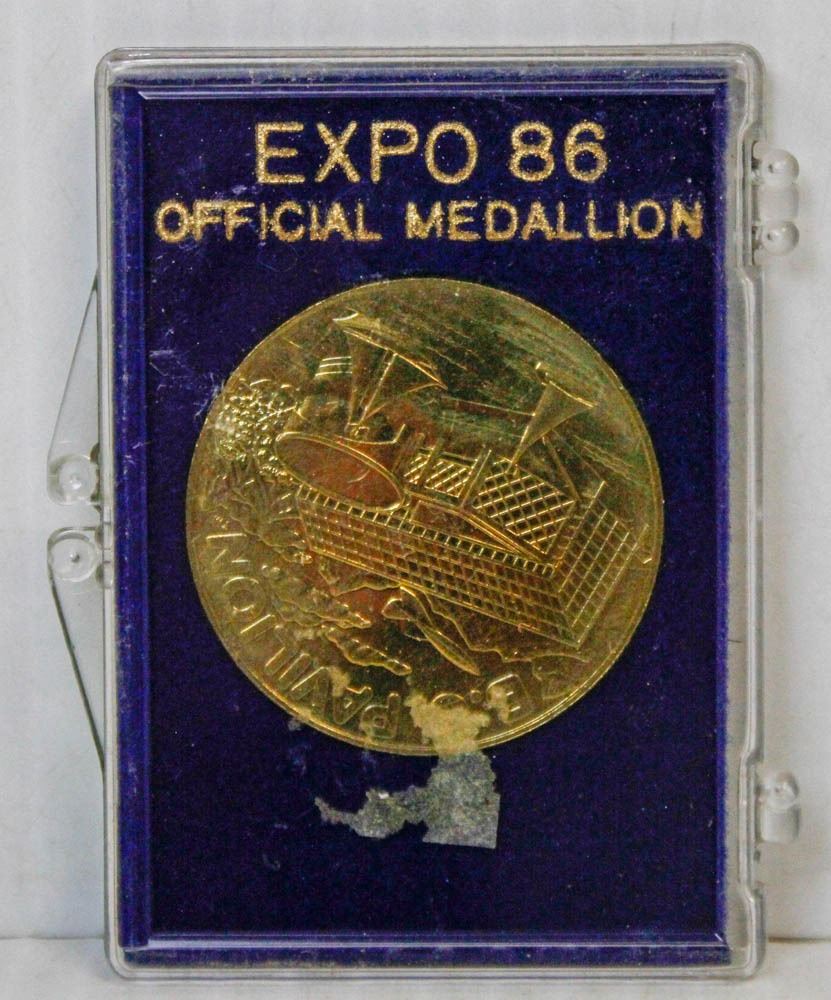 EXPO 86
OFFICIAL MEDALLION
B.C. PAVILION